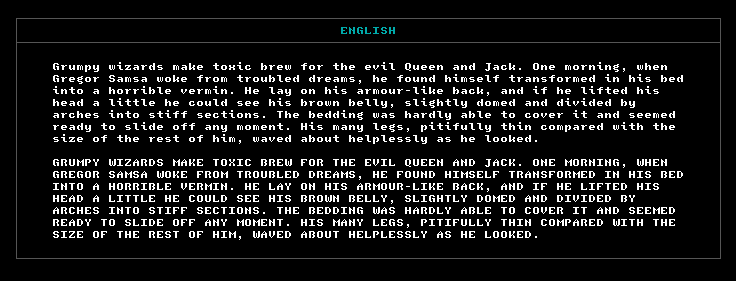 ENGLISH
Grumpy wizards make toxic brew for the evil Queen and Jack. One morning, when
Gregor Samsa woke from troubled dreams, he found himself transformed in his bed
into a horrible vermin. He lay on his armour-like back, and if he lifted his
head a little he could see his brown belly, slightly domed and divided by
arches into stiff sections. The bedding was hardly able to cover it and seemed
ready to slide off any moment. His many legs, pitifully thin compared with the
size of the rest of him, waved about helplessly as he looked.
GRUMPY WIZARDS MAKE TOXIC BREW FOR THE EVIL QUEEN AND JACK. ONE MORNING, WHEN
GREGOR SAMSA WOKE FROM TROUBLED DREAMS, HE FOUND HIMSELF TRANSFORMED IN HIS BED
INTO A HORRIBLE VERMIN. HE LAY ON HIS ARMOUR-LIKE BACK, AND IF HE LIFTED HIS
HEAD A LITTLE HE COULD SEE HIS BROWN BELLY, SLIGHTLY DOMED AND DIVIDED BY
ARCHES INTO STIFF SECTIONS. THE BEDDING WAS HARDLY ABLE TO COVER IT AND SEEMED
READY TO SLIDE OFF ANY MOMENT. HIS MANY LEGS, PITIFULLY THIN COMPARED WITH THE
SIZE OF THE REST OF HIM, WAVED ABOUT HELPLESSLY AS HE LOOKED.